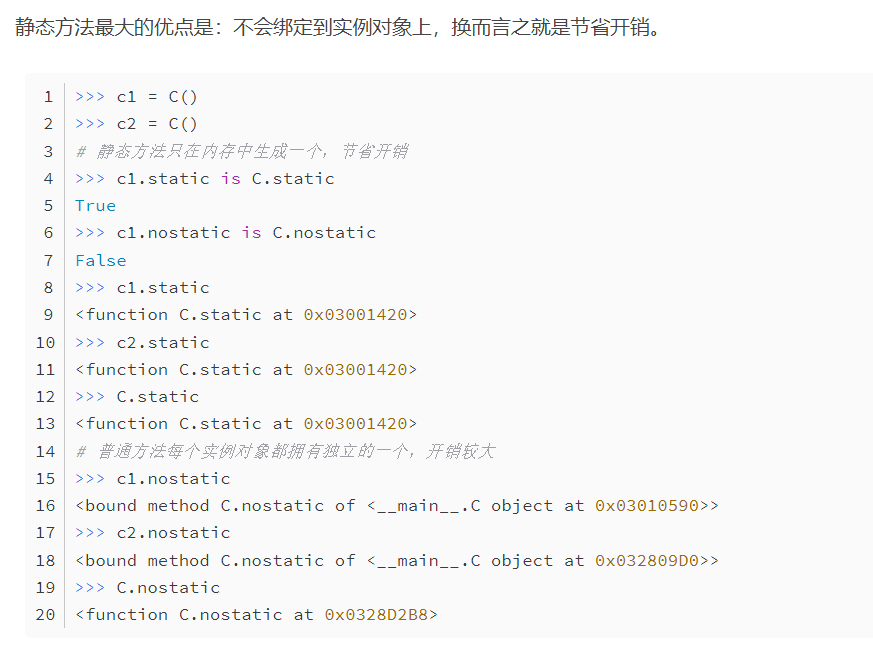 静态方法最大的优点是：不会绑定到实例对象上，换而言之就是节省开销。
1 >>> c1 = C()
2 >>> c2 = C()
3 # 静态方法只在内存中生成一个，节省开销
4 >>> c1.static is C.static
5 True
6 >>> c1.nostatic is C.nostatic
7 False
8 >>> c1.static
9 <function C.static at 0x03001420>
10 >>> c2.static
11 <function C.static at 0x03001420>
12 >>> C.static
13 <function C.static at 0x03001420>
14 # 普通方法每个实例对象都拥有独立的一个，开销较大
15 >>> c1.nostatic
16 <bound method C.nostatic of <__main__.C object at 0x03010590>>
17 >>> c2.nostatic
18 <bound method C.nostatic of <__main__.C object at 0x032809D0>>
19 >>> C.nostatic
20 <function C.nostatic at 0x0328D2B8>